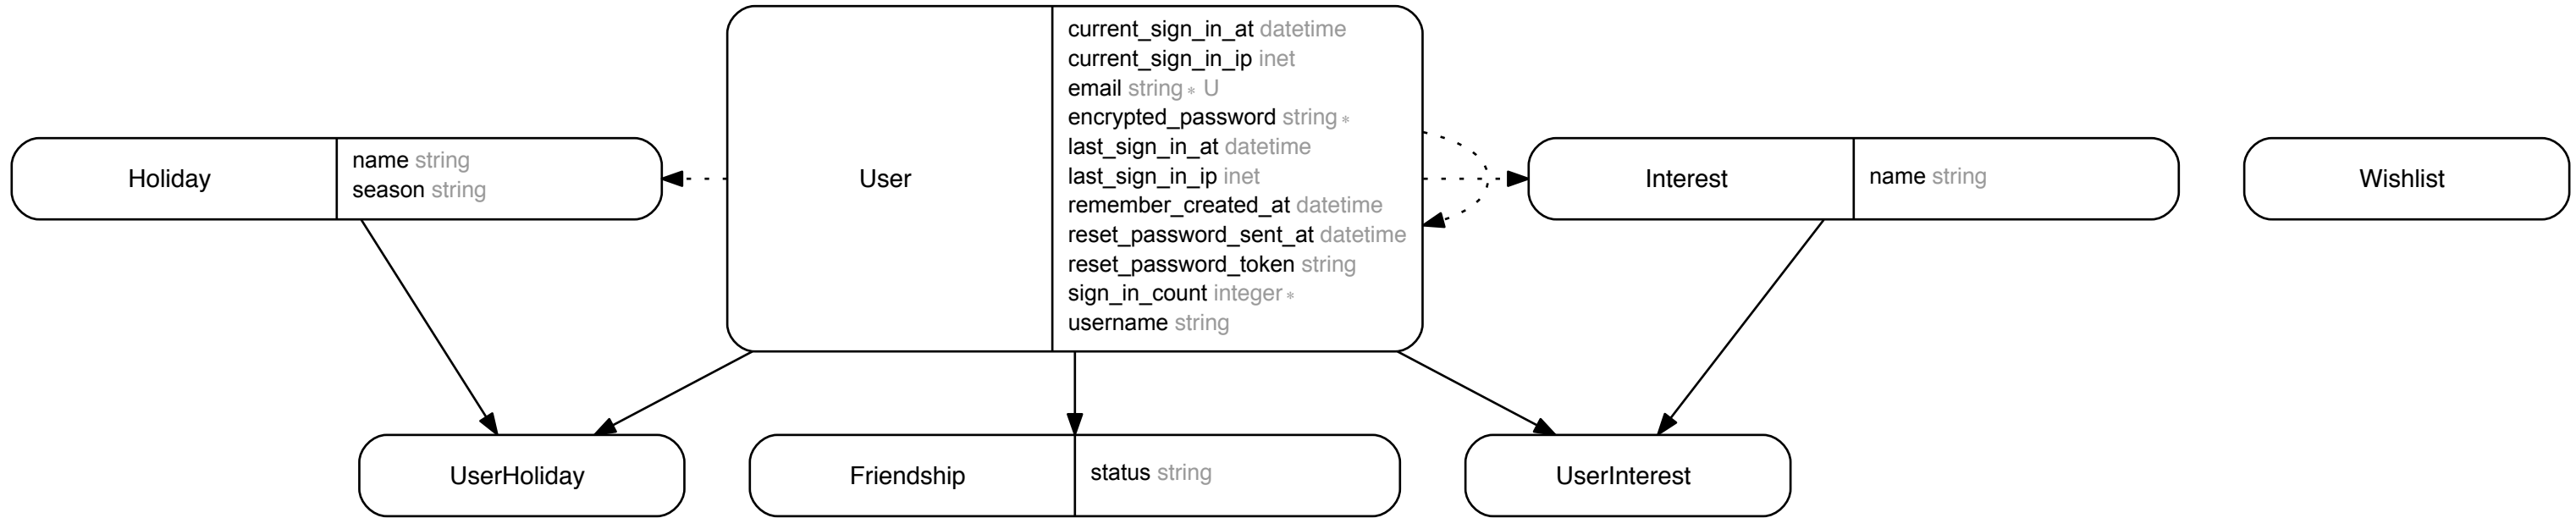 Holiday
name string
season string
User
current_sign_in_at datetime
current_sign_in_ip inet
email string * U
encrypted_password string *
last_sign_in_at datetime
last_sign_in_ip inet
remember_created_at datetime
reset_password_sent_at datetime
reset_password_token string
sign_in_count integer *
username string
Interest
name string
Wishlist
UserHoliday
Friendship
status string
UserInterest